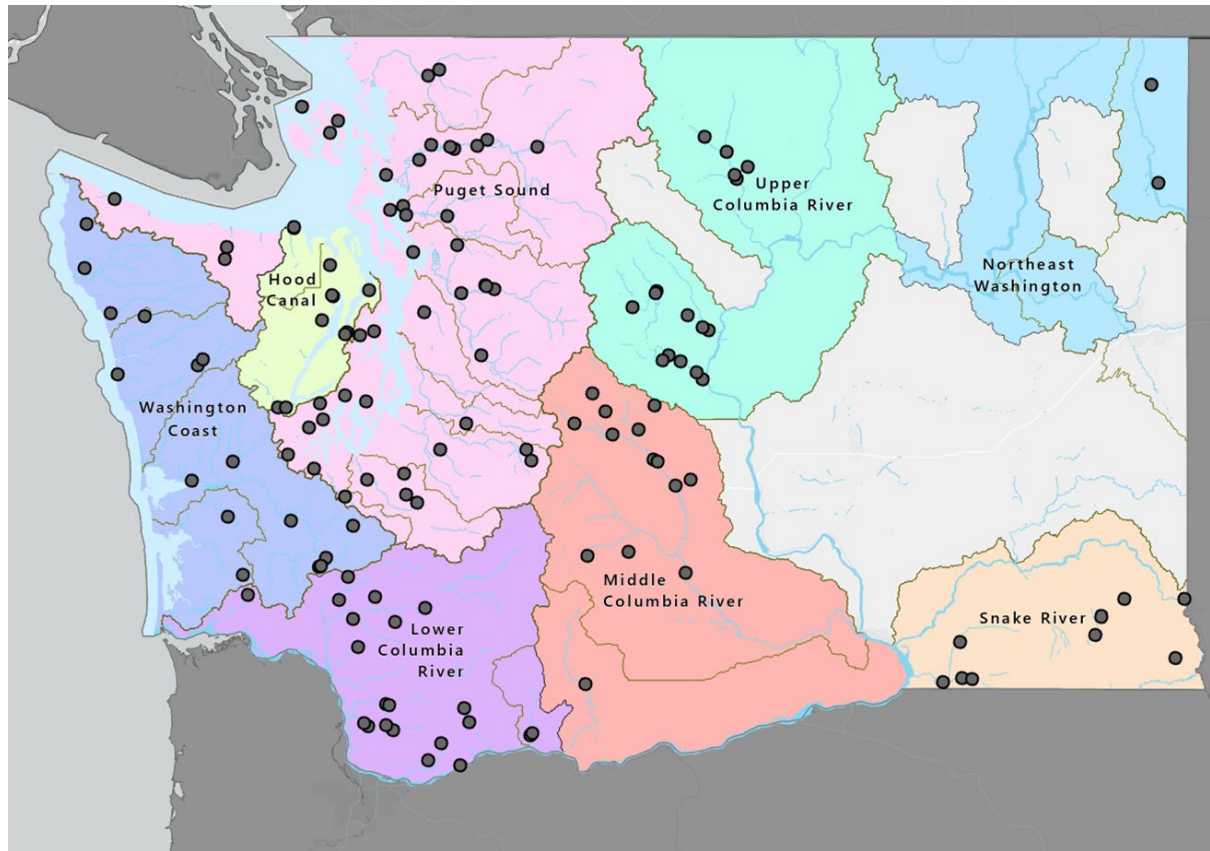 Puget Sound
Upper
Columbia River
Hood
Canal
Northeast
Washington
Washington
Coast
Middle
Columbia River
Snake River
Lower
Columbia
River